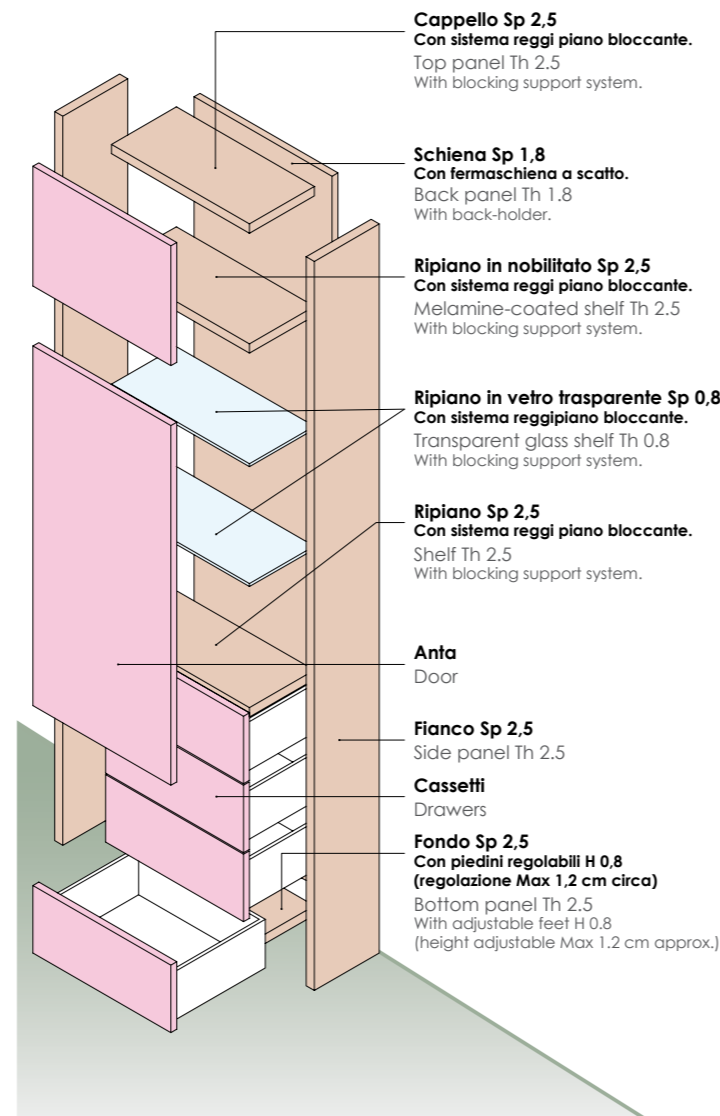 Cappello Sp 2,5
Con sistema reggi piano bloccante.
Top panel Th 2.5
With blocking support system.
Schiena Sp 1,8
Con fermaschiena a scatto.
Back panel Th 1.8
With back-holder.
Ripiano in nobilitato Sp 2,5
Con sistema reggi piano bloccante.
Melamine-coated shelf Th 2.5
With blocking support system.
Ripiano in vetro trasparente Sp 0,8
Con sistema reggipiano bloccante.
Transparent glass shelf Th 0.8
With blocking support system.
Ripiano Sp 2,5
Con sistema reggi piano bloccante.
Shelf Th 2.5
With blocking support system.
Anta
Door
Fianco Sp 2,5
Side panel Th 2.5
Cassetti
Drawers
Fondo Sp 2,5
Con piedini regolabili H 0,8
(regolazione Max 1,2 cm circa)
Bottom panel Th 2.5
With adjustable feet H 0.8
(height adjustable Max 1.2 cm approx.)